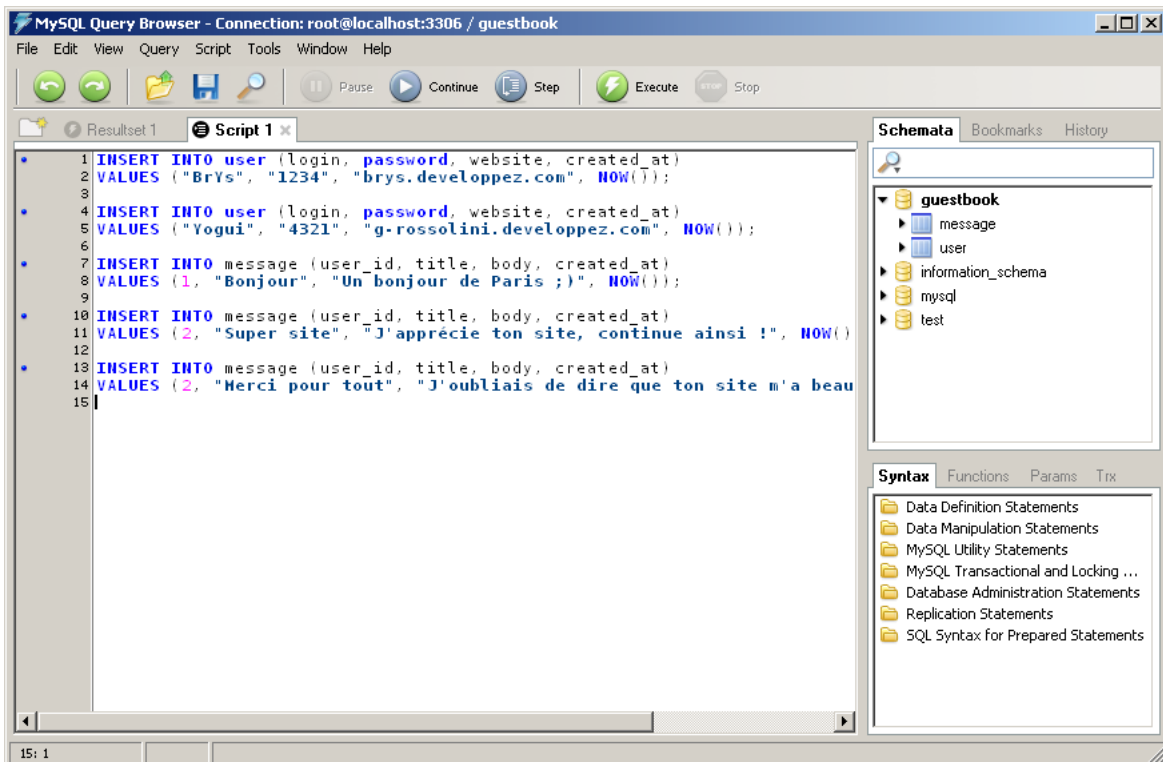 MySQL Query Browser - Connection: root@localhost:3306 / guestbook
File Edit View Query Script Tools Window Help
Pause Continue Step Execute STOP Stop
Resultset 1 Script 1
1 INSERT INTO user (login, password, website, created_at)
2 VALUES ("BrYs", "1234", "brys.developpez.com", NOW());
3
4 INSERT INTO user (login, password, website, created_at)
5 VALUES ("Yogui", "4321", "g-rossolini.developpez.com", NOW());
6
7 INSERT INTO message (user_id, title, body, created_at)
8 VALUES (1, "Bonjour", "Un bonjour de Paris ;)", NOW());
9
10 INSERT INTO message (user_id, title, body, created_at)
11 VALUES (2, "Super site", "J'apprécie ton site, continue ainsi !", NOW()
12
13 INSERT INTO message (user_id, title, body, created_at)
14 VALUES (2, "Merci pour tout", "J'oubliais de dire que ton site m'a beau
15
Schemata Bookmarks History
guestbook
message
user
information_schema
mysql
test
Syntax Functions Params Trx
Data Definition Statements
Data Manipulation Statements
MySQL Utility Statements
MySQL Transactional and Locking ...
Database Administration Statements
Replication Statements
SQL Syntax for Prepared Statements
15: 1